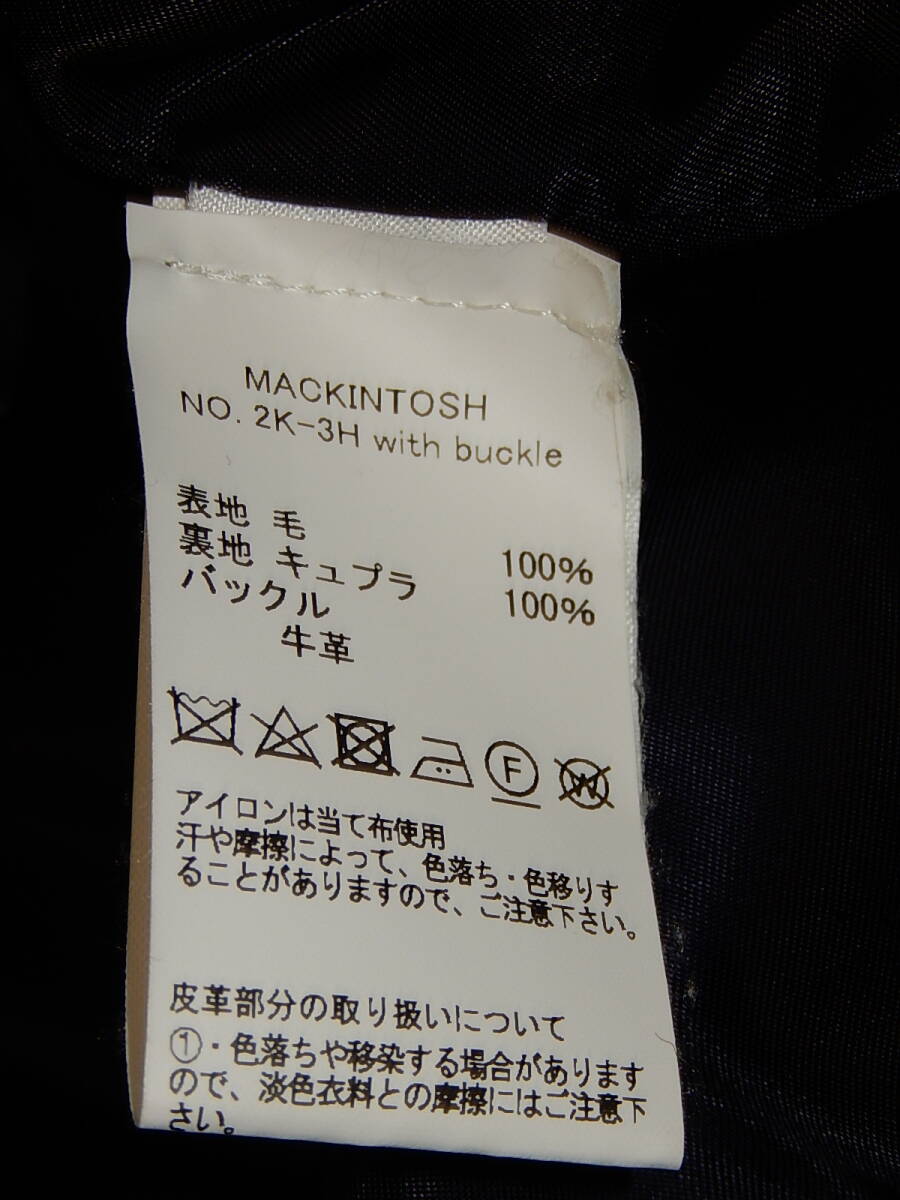 MACKINTOSH
NO. 2K-3H with buckle
表地 毛 100%
裏地 キュプラ 100%
バックル
牛革
F W
アイロンは当て布使用
汗や摩擦によって、色落ち・色移りす
ることがありますので、ご注意下さい。
皮革部分の取り扱いについて
①・色落ちや移染する場合があります
ので、淡色衣料との摩擦にはご注意下
さい。